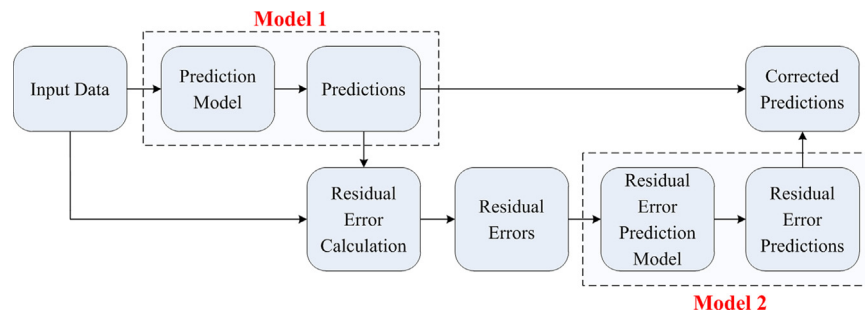 Model 1
Input Data
Prediction
Model
Predictions
Corrected
Predictions
Residual
Error
Calculation
Residual
Errors
Residual
Error
Prediction
Model
Residual
Error
Predictions
Model 2